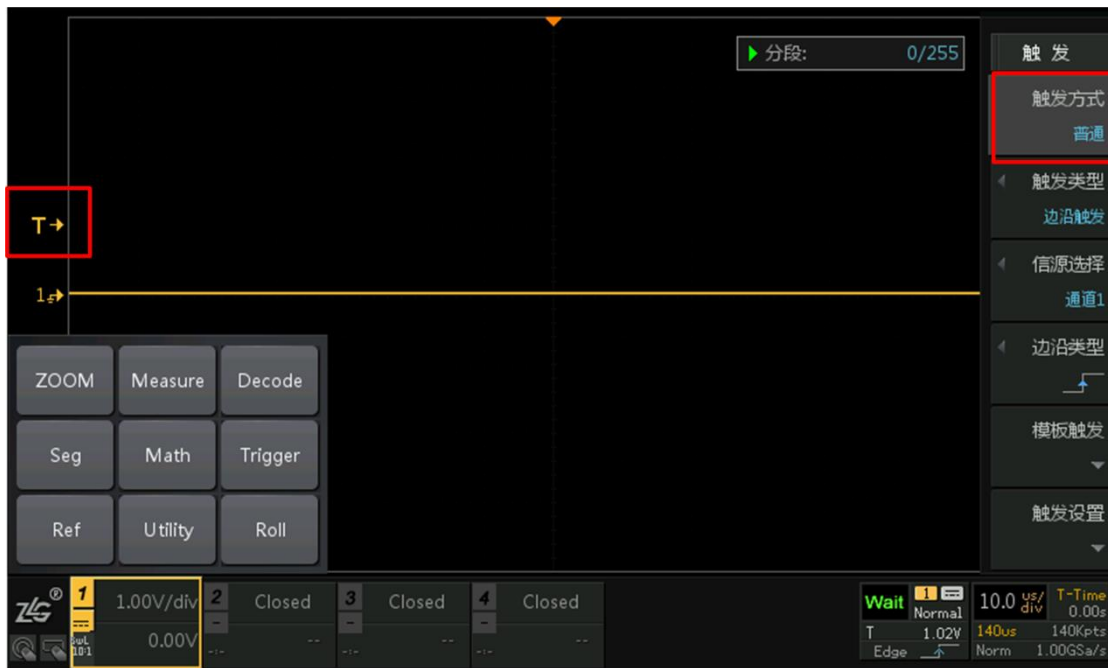 分段: 0/255
触 发
触发方式
普通
T
触发类型
边沿触发
信源选择
1
通道1
边沿类型
ZOOM Measure Decode
模板触发
Seg Math Trigger
触发设置
Ref Utility Roll
ZLG® 1 1.00V/div 2 Closed 3 Closed 4 Closed Wait 1 Normal 10.0 us/div T-Time 0.00s
BwL 10:1 0.00V -:- -- -:- -- -:- -- -:- T 1.02V 140us 140Kpts
Edge Norm 1.00GSa/s